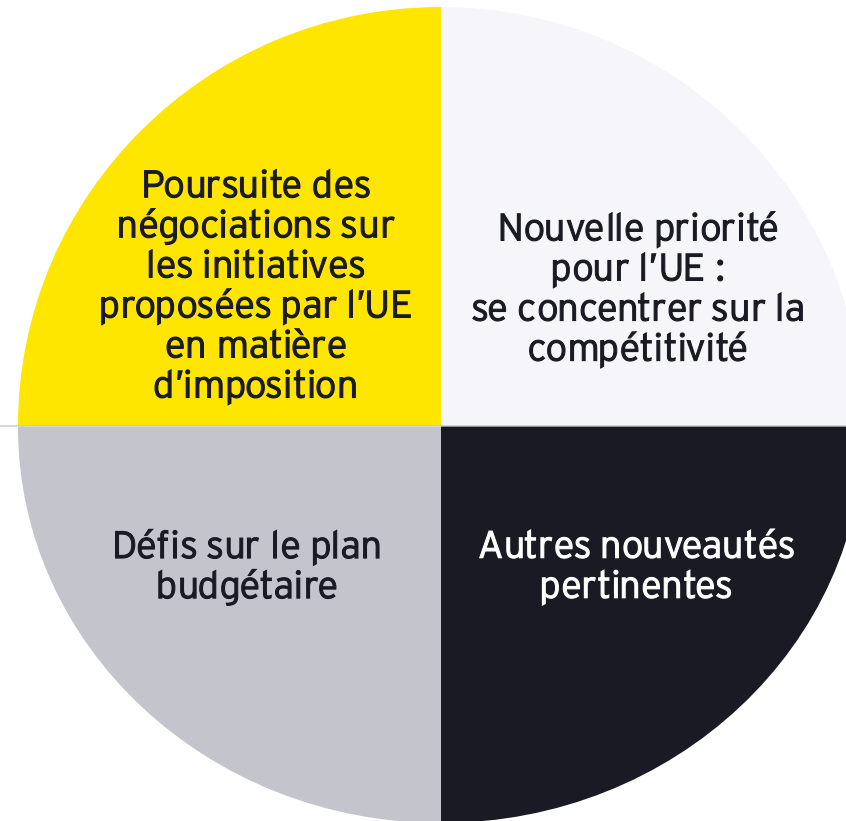 Poursuite des
négociations sur
les initiatives
proposées par l’UE
en matière
d’imposition
Nouvelle priorité
pour l’UE :
se concentrer sur la
compétitivité
Défis sur le plan
budgétaire
Autres nouveautés
pertinentes